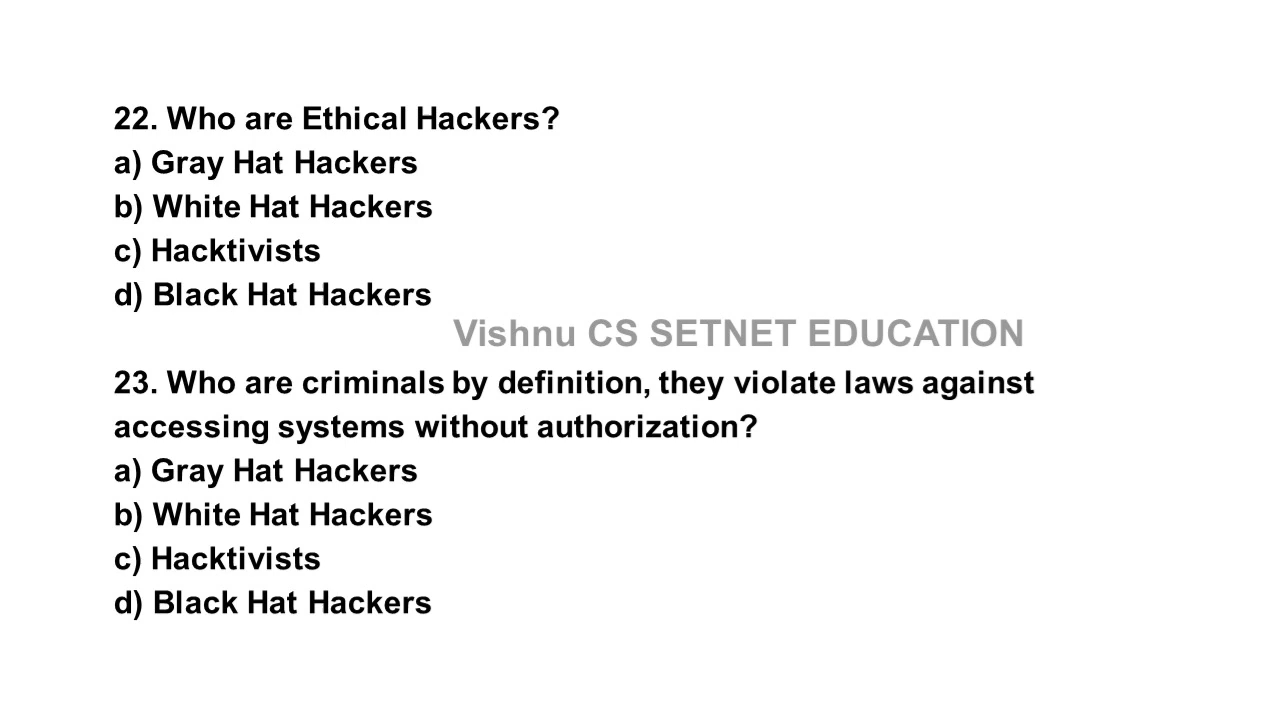 22. Who are Ethical Hackers?
a) Gray Hat Hackers
b) White Hat Hackers
c) Hacktivists
d) Black Hat Hackers
Vishnu CS SETNET EDUCATION
23. Who are criminals by definition, they violate laws against
accessing systems without authorization?
a) Gray Hat Hackers
b) White Hat Hackers
c) Hacktivists
d) Black Hat Hackers